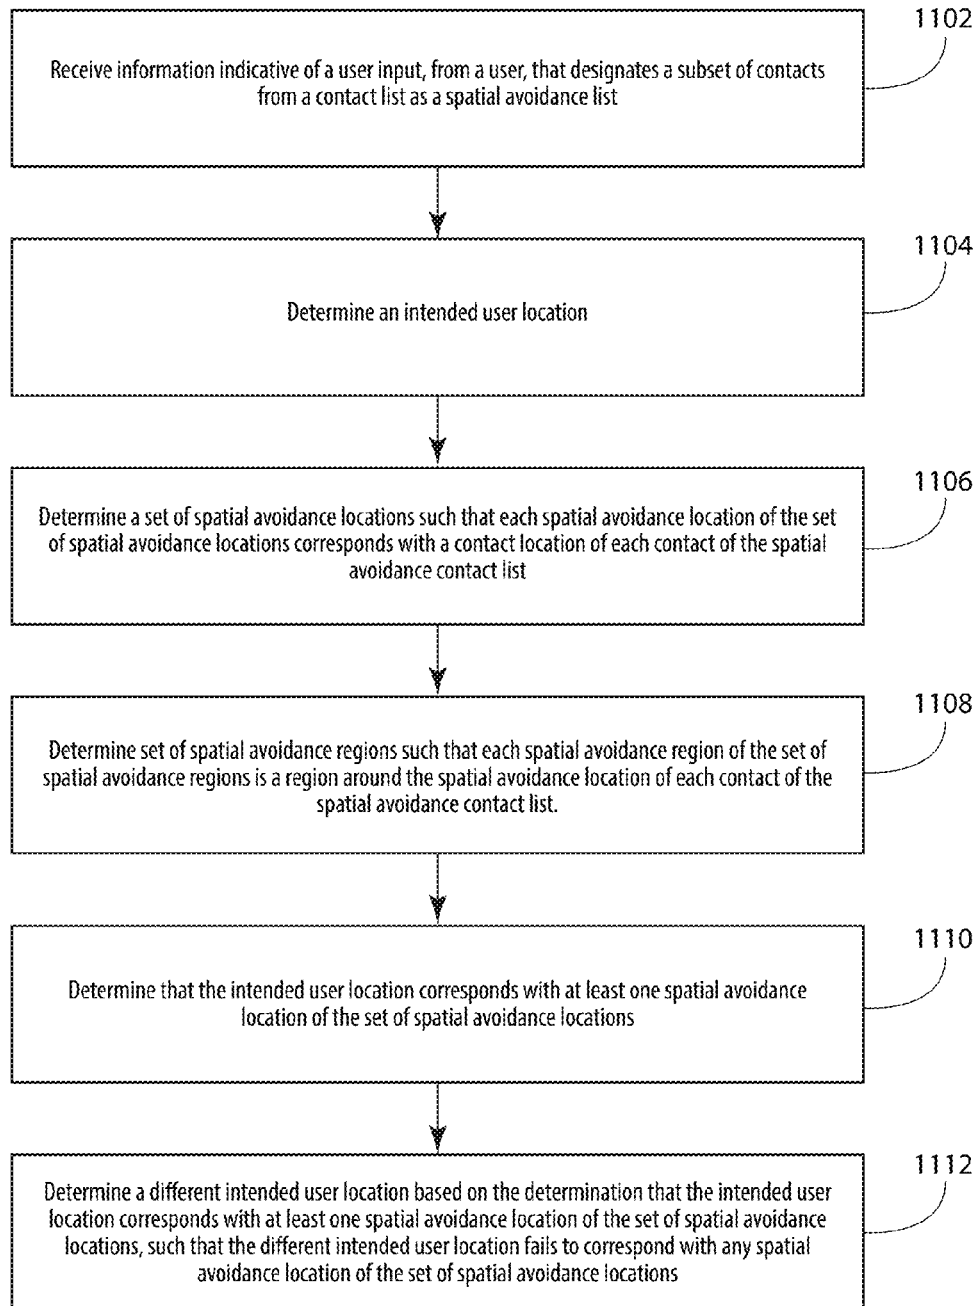 1102
Receive information indicative of a user input, from a user, that designates a subset of contacts
from a contact list as a spatial avoidance list
1104
Determine an intended user location
1106
Determine a set of spatial avoidance locations such that each spatial avoidance location of the set
of spatial avoidance locations corresponds with a contact location of each contact of the spatial
avoidance contact list
1108
Determine set of spatial avoidance regions such that each spatial avoidance region of the set of
spatial avoidance regions is a region around the spatial avoidance location of each contact of the
spatial avoidance contact list.
1110
Determine that the intended user location corresponds with at least one spatial avoidance
location of the set of spatial avoidance locations
1112
Determine a different intended user location based on the determination that the intended user
location corresponds with at least one spatial avoidance location of the set of spatial avoidance
locations, such that the different intended user location fails to correspond with any spatial
avoidance location of the set of spatial avoidance locations